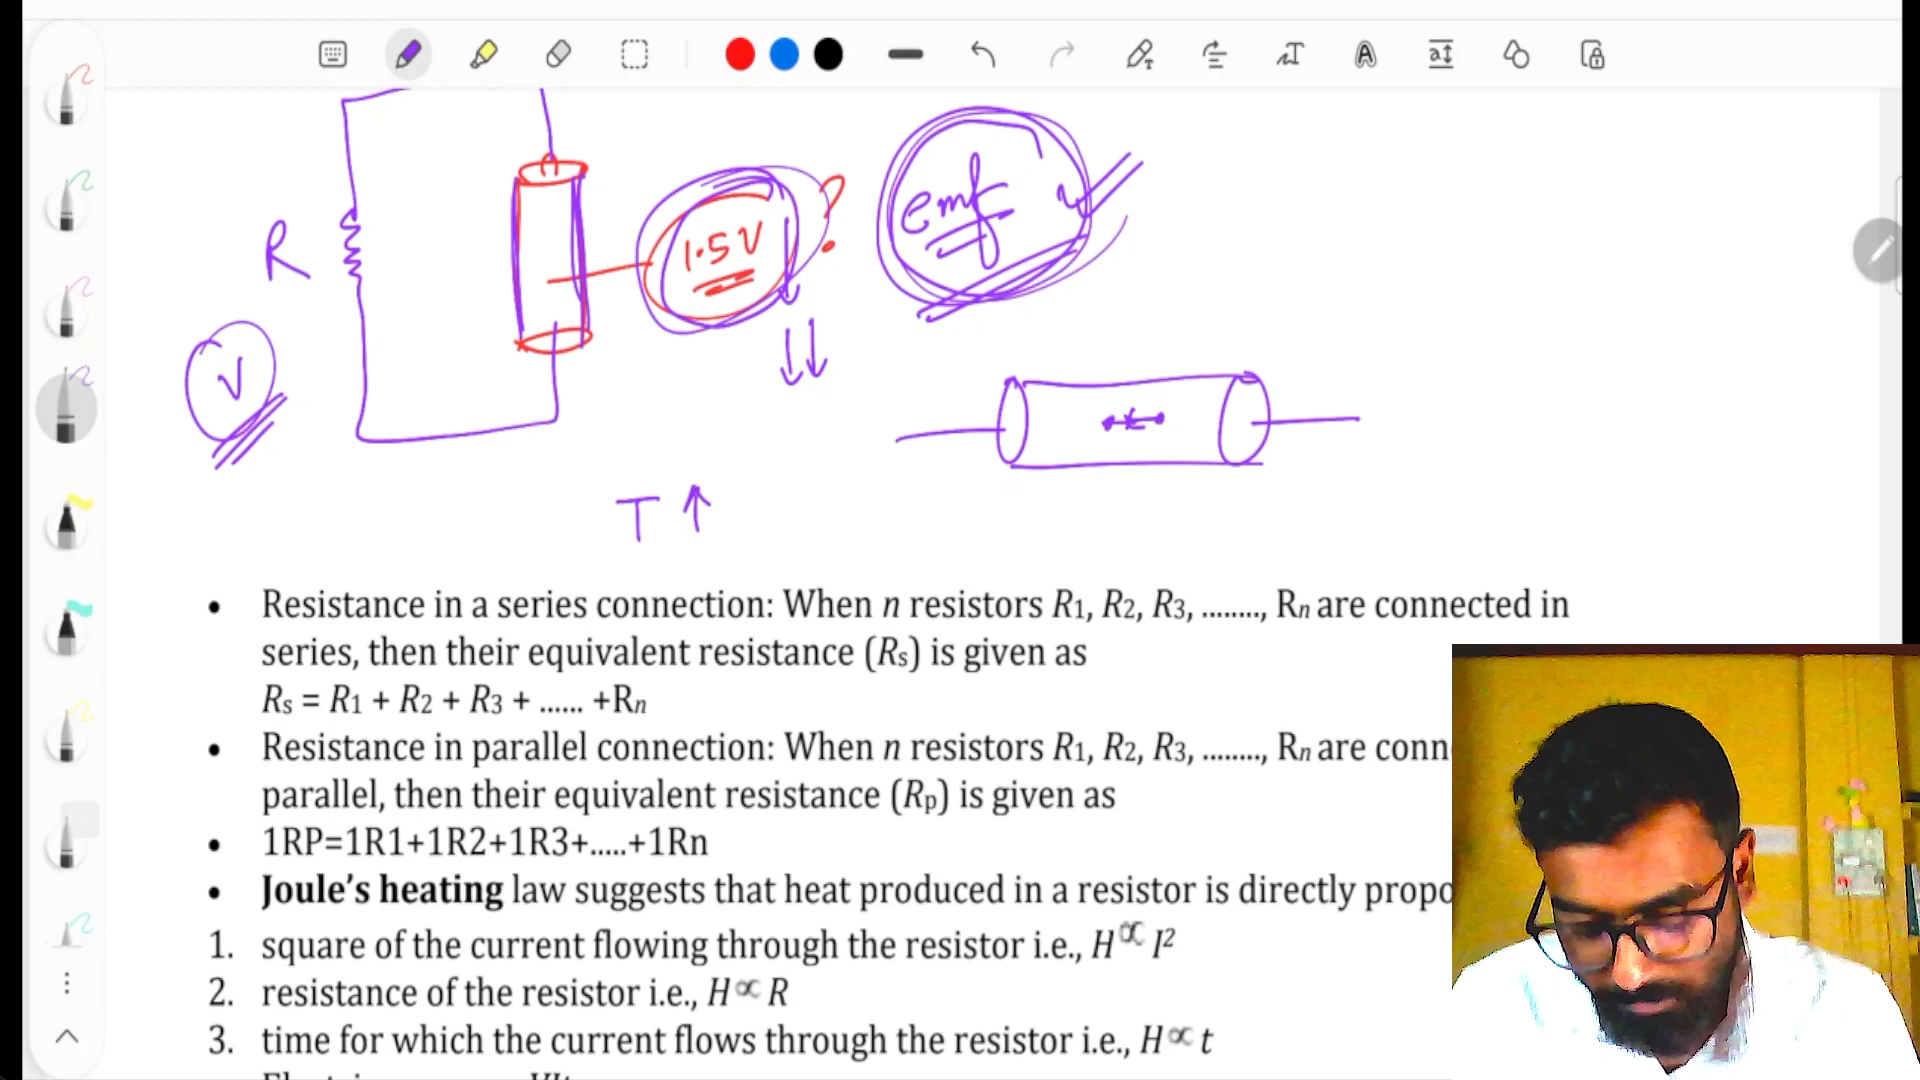 R
1.5V ?
emf
V
T ↑
• Resistance in a series connection: When n resistors R1, R2, R3, ........, Rn are connected in
series, then their equivalent resistance (Rs) is given as
Rs = R1 + R2 + R3 + ...... +Rn
• Resistance in parallel connection: When n resistors R1, R2, R3, ........, Rn are conn
parallel, then their equivalent resistance (Rp) is given as
• 1RP=1R1+1R2+1R3+.....+1Rn
• Joule’s heating law suggests that heat produced in a resistor is directly propo
1. square of the current flowing through the resistor i.e., H ∝ I²
2. resistance of the resistor i.e., H ∝ R
3. time for which the current flows through the resistor i.e., H ∝ t